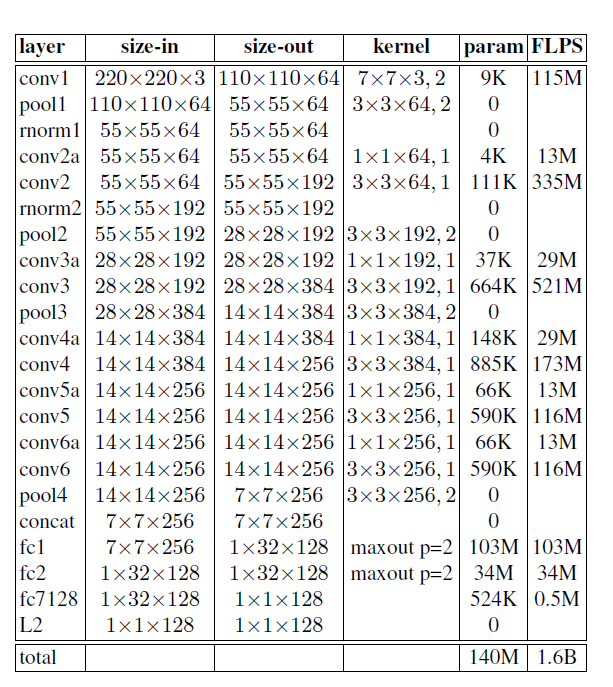 layer size-in size-out kernel param FLPS
conv1 220×220×3 110×110×64 7×7×3, 2 9K 115M
pool1 110×110×64 55×55×64 3×3×64, 2 0
rnorm1 55×55×64 55×55×64 0
conv2a 55×55×64 55×55×64 1×1×64, 1 4K 13M
conv2 55×55×64 55×55×192 3×3×64, 1 111K 335M
rnorm2 55×55×192 55×55×192 0
pool2 55×55×192 28×28×192 3×3×192, 2 0
conv3a 28×28×192 28×28×192 1×1×192, 1 37K 29M
conv3 28×28×192 28×28×384 3×3×192, 1 664K 521M
pool3 28×28×384 14×14×384 3×3×384, 2 0
conv4a 14×14×384 14×14×384 1×1×384, 1 148K 29M
conv4 14×14×384 14×14×256 3×3×384, 1 885K 173M
conv5a 14×14×256 14×14×256 1×1×256, 1 66K 13M
conv5 14×14×256 14×14×256 3×3×256, 1 590K 116M
conv6a 14×14×256 14×14×256 1×1×256, 1 66K 13M
conv6 14×14×256 14×14×256 3×3×256, 1 590K 116M
pool4 14×14×256 7×7×256 3×3×256, 2 0
concat 7×7×256 7×7×256 0
fc1 7×7×256 1×32×128 maxout p=2 103M 103M
fc2 1×32×128 1×32×128 maxout p=2 34M 34M
fc7128 1×32×128 1×1×128 524K 0.5M
L2 1×1×128 1×1×128 0
total 140M 1.6B